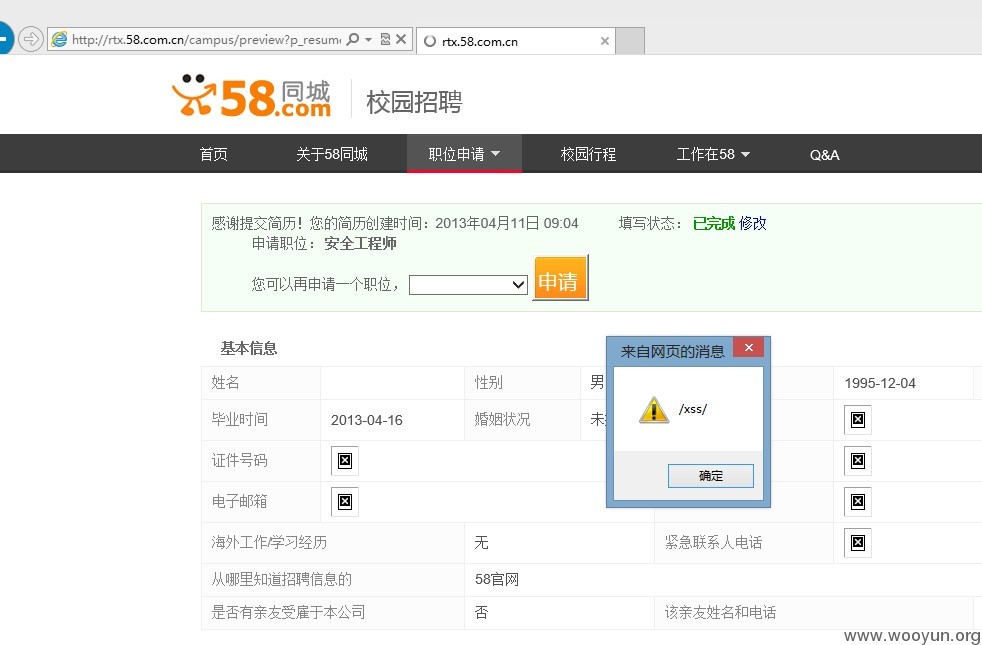 http://rtx.58.com.cn/campus/preview?p_resum
rtx.58.com.cn
58同城.com 校园招聘
首页 关于58同城 职位申请 校园行程 工作在58 Q&A
感谢提交简历！您的简历创建时间：2013年04月11日 09:04 填写状态： 已完成 修改
申请职位： 安全工程师
您可以再申请一个职位， 申请
基本信息
来自网页的消息
/xss/
确定
姓名 性别 男 1995-12-04
毕业时间 2013-04-16 婚姻状况 未
证件号码
电子邮箱
海外工作/学习经历 无 紧急联系人电话
从哪里知道招聘信息的 58官网
是否有亲友受雇于本公司 否 该亲友姓名和电话
www.wooyun.org